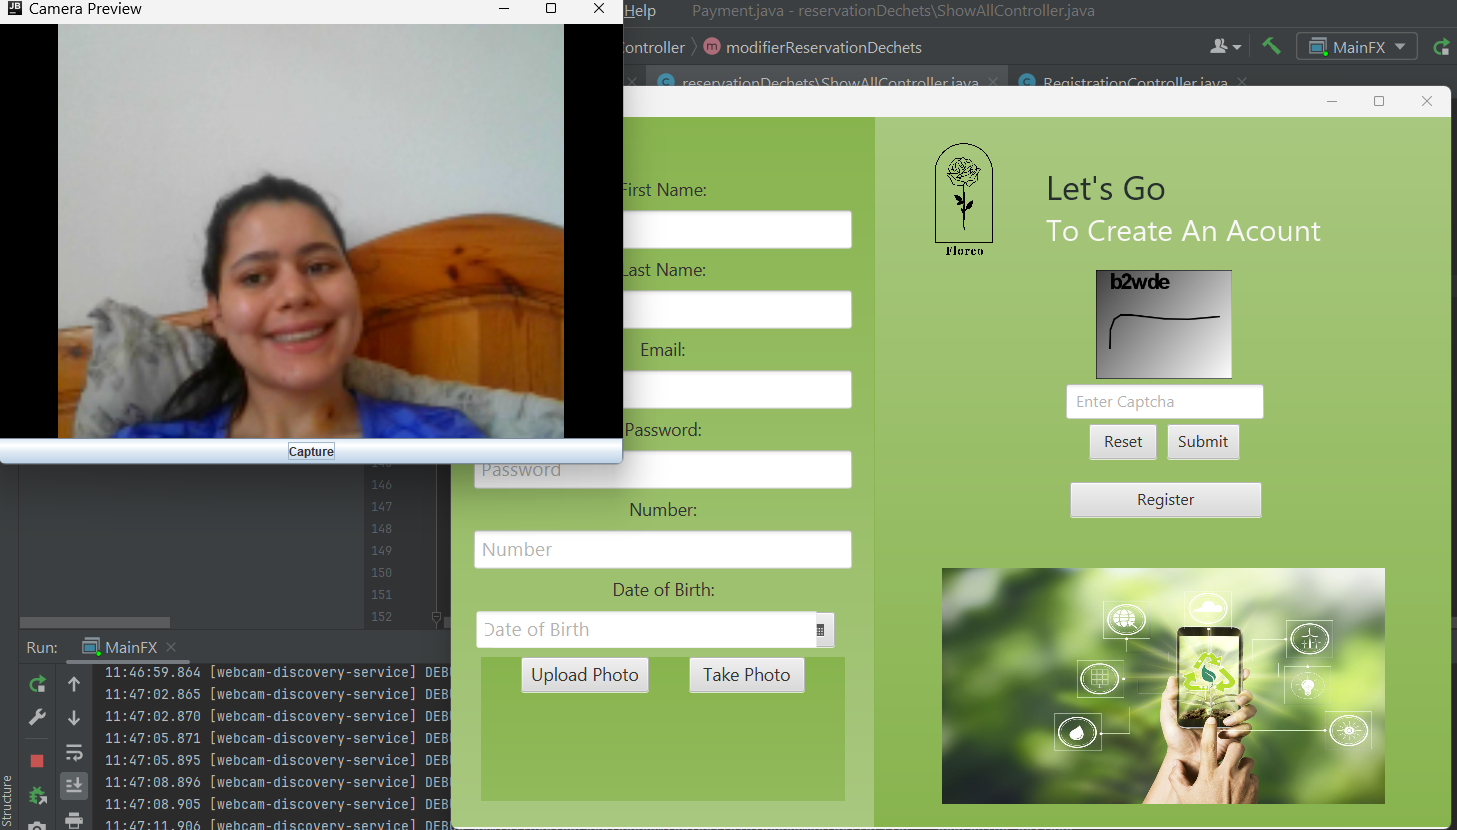 Camera Preview
Help
Payment.java - reservationDechets\ShowAllController.java
ontroller
m modifierReservationDechets
MainFX
C reservationDechets\ShowAllController.java
C RegistrationController.java
First Name:
Last Name:
Email:
Password:
Password
Number:
Number
Date of Birth:
Date of Birth
Upload Photo
Take Photo
Capture
Floreo
Let's Go
To Create An Acount
b2wde
Enter Captcha
Reset
Submit
Register
146
147
148
149
150
151
152
Run:
MainFX
11:46:59.864 [webcam-discovery-service] DEB
11:47:02.865 [webcam-discovery-service] DEB
11:47:02.870 [webcam-discovery-service] DEB
11:47:05.871 [webcam-discovery-service] DEB
11:47:05.895 [webcam-discovery-service] DEB
11:47:08.896 [webcam-discovery-service] DEB
11:47:08.905 [webcam-discovery-service] DEB
11:47:11.906 [webcam-discovery-service] DEB
Structure